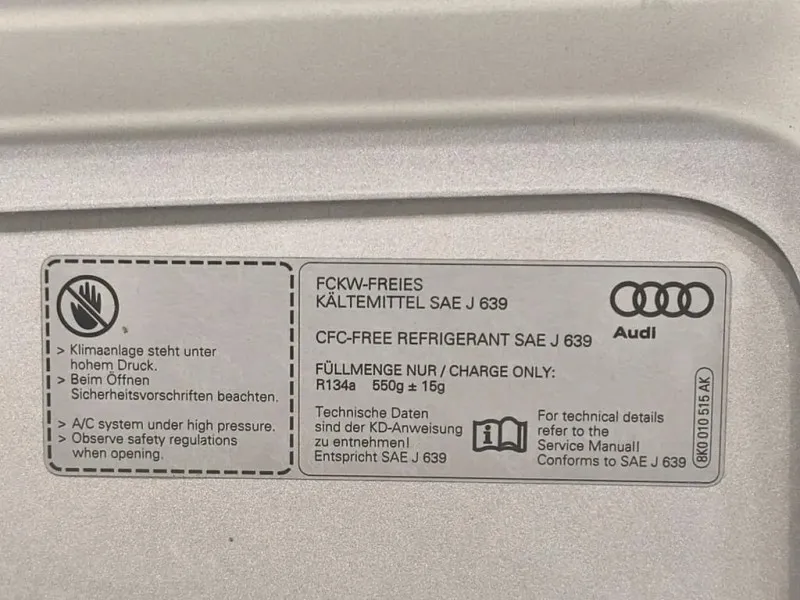 > Klimaanlage steht unter
hohem Druck.
> Beim Öffnen
Sicherheitsvorschriften beachten.
> A/C system under high pressure.
> Observe safety regulations
when opening.
FCKW-FREIES
KÄLTEMITTEL SAE J 639
CFC-FREE REFRIGERANT SAE J 639
FÜLLMENGE NUR / CHARGE ONLY:
R134a 550g ± 15g
Technische Daten
sind der KD-Anweisung
zu entnehmen!
Entspricht SAE J 639
i
For technical details
refer to the
Service Manual!
Conforms to SAE J 639
Audi
8K0 010 515 AK